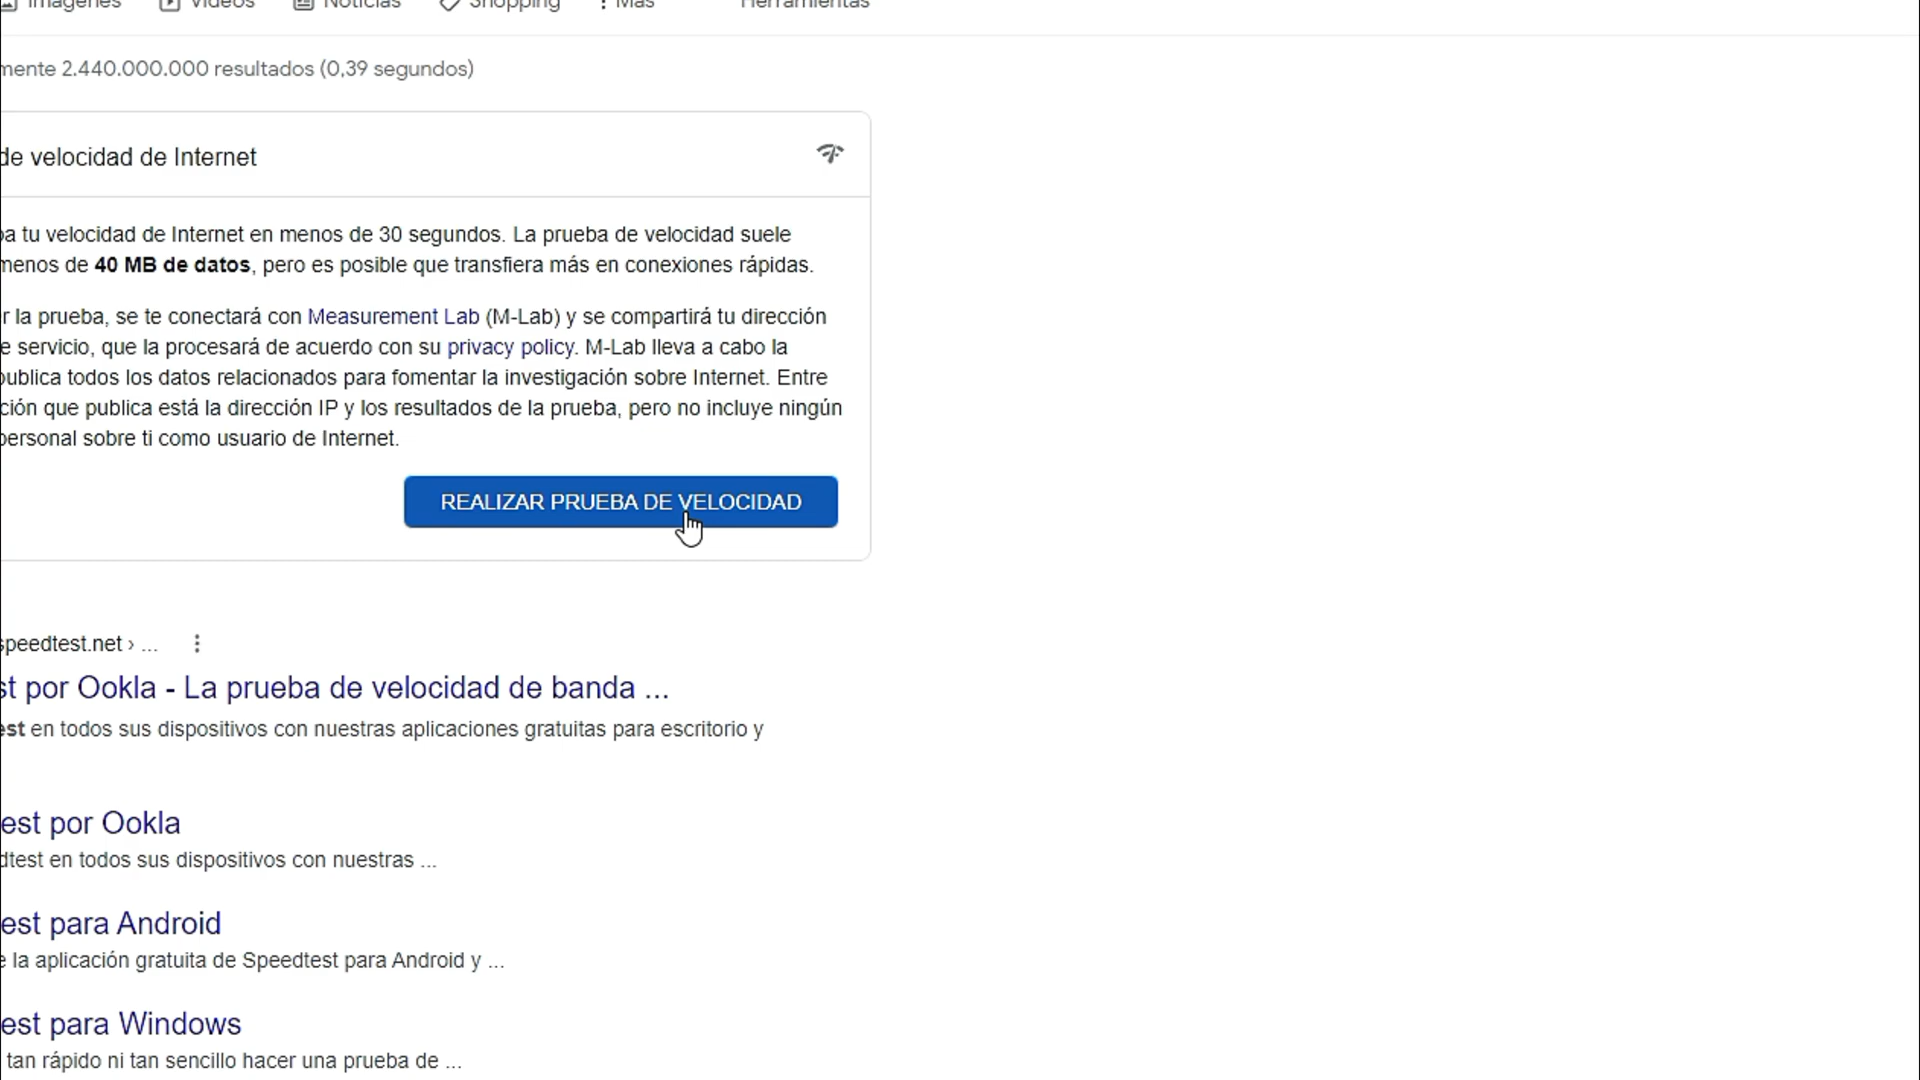 Imágenes Vídeos Noticias Shopping Más Herramientas
mente 2.440.000.000 resultados (0,39 segundos)
de velocidad de Internet
ba tu velocidad de Internet en menos de 30 segundos. La prueba de velocidad suele
menos de 40 MB de datos, pero es posible que transfiera más en conexiones rápidas.
r la prueba, se te conectará con Measurement Lab (M-Lab) y se compartirá tu dirección
e servicio, que la procesará de acuerdo con su privacy policy. M-Lab lleva a cabo la
publica todos los datos relacionados para fomentar la investigación sobre Internet. Entre
ción que publica está la dirección IP y los resultados de la prueba, pero no incluye ningún
personal sobre ti como usuario de Internet.
REALIZAR PRUEBA DE VELOCIDAD
speedtest.net › ...
st por Ookla - La prueba de velocidad de banda ...
est en todos sus dispositivos con nuestras aplicaciones gratuitas para escritorio y
est por Ookla
dtest en todos sus dispositivos con nuestras ...
est para Android
e la aplicación gratuita de Speedtest para Android y ...
est para Windows
tan rápido ni tan sencillo hacer una prueba de ...